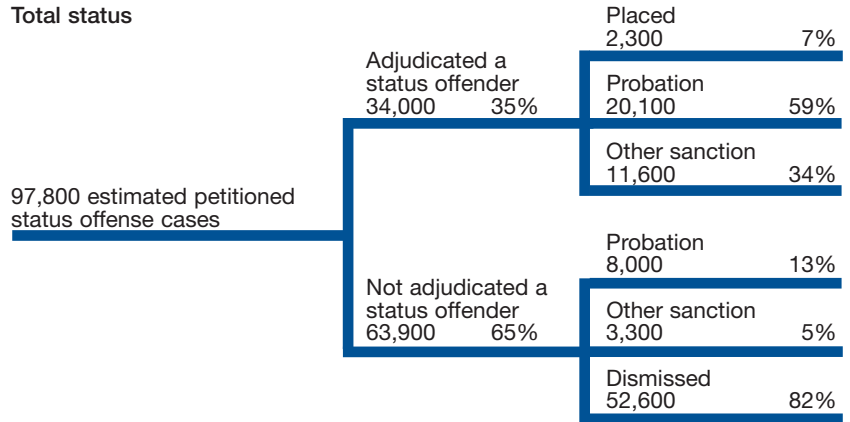 Total status
97,800 estimated petitioned
status offense cases
Adjudicated a
status offender
34,000 35%
Placed
2,300 7%
Probation
20,100 59%
Other sanction
11,600 34%
Not adjudicated a
status offender
63,900 65%
Probation
8,000 13%
Other sanction
3,300 5%
Dismissed
52,600 82%